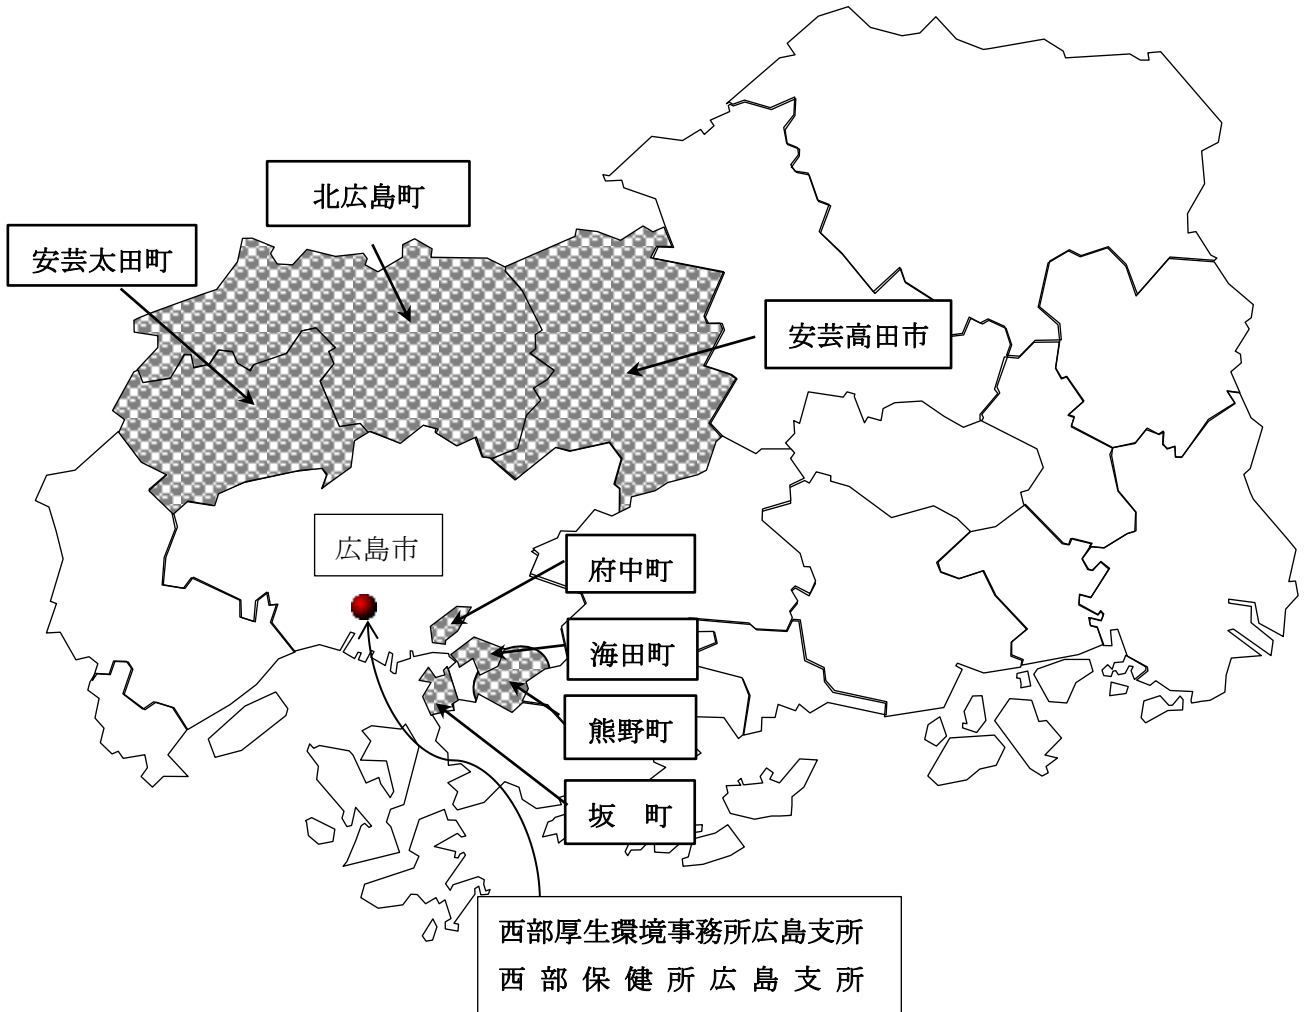 北広島町
安芸太田町
安芸高田市
広島市
府中町
海田町
熊野町
坂　町
西部厚生環境事務所広島支所
西部保健所広島支所